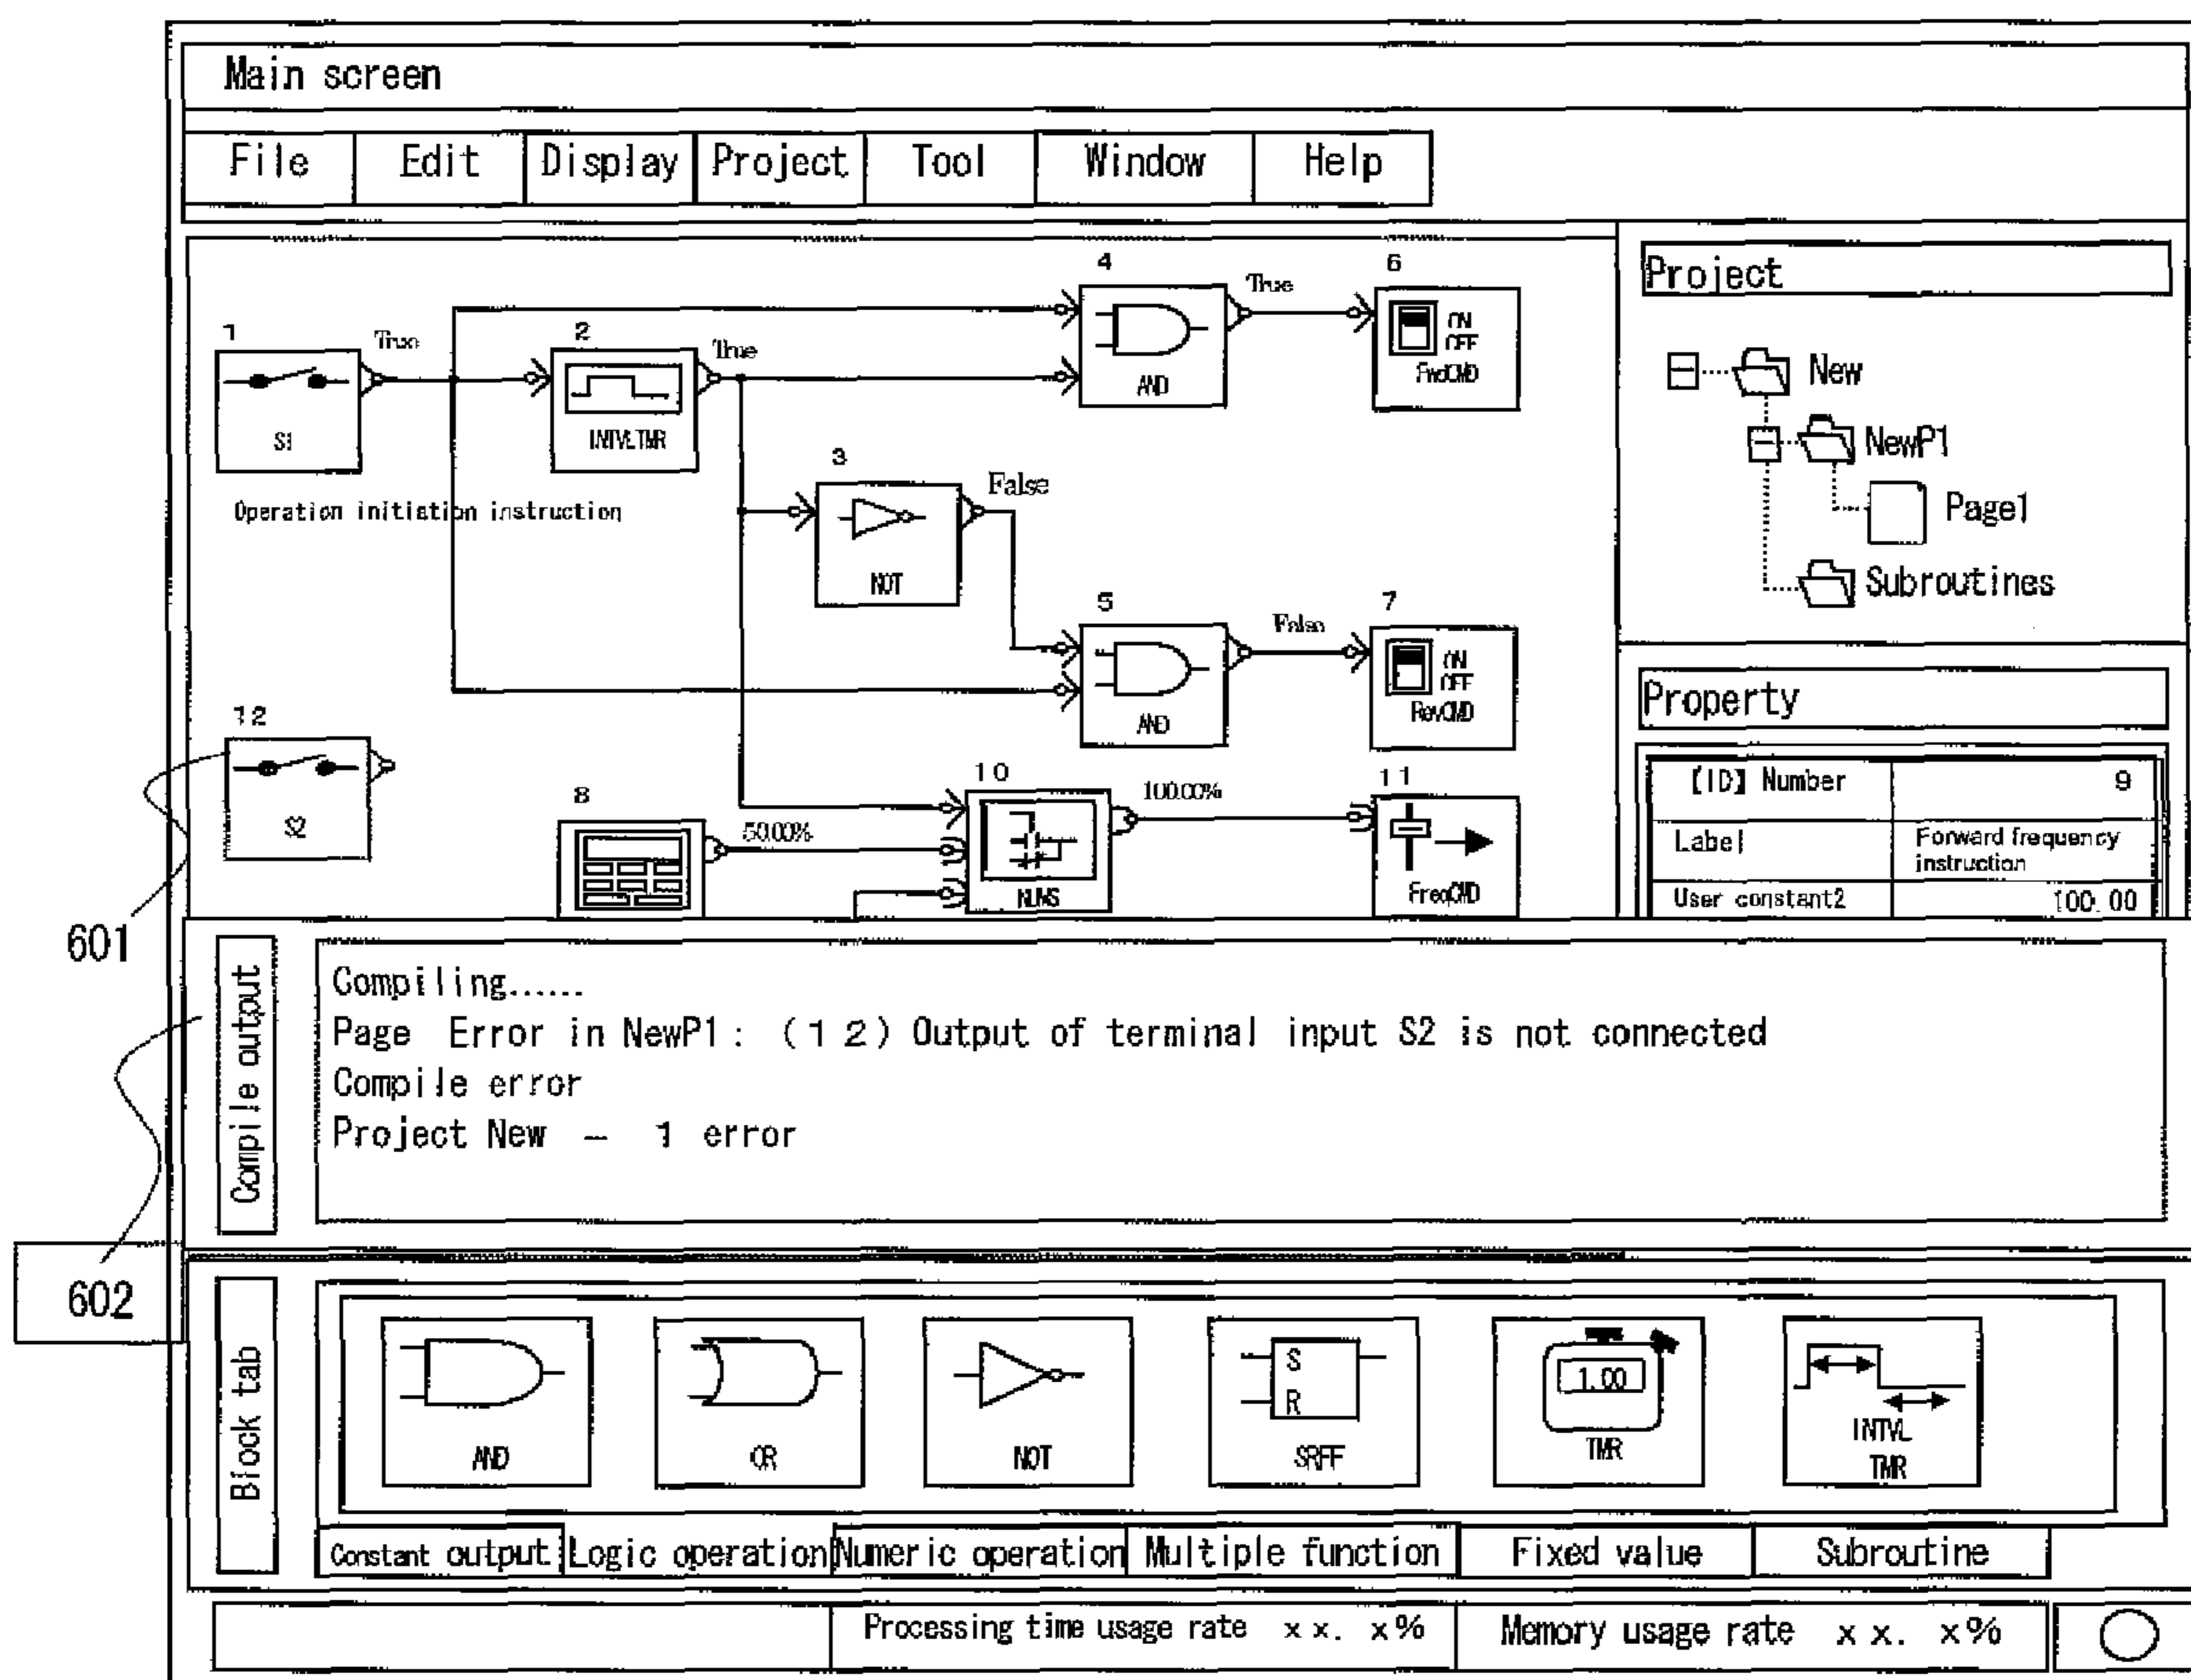 Main screen
File Edit Display Project Tool Window Help
4
True
6
ON
OFF
FwdCMD
AND
1
True
S1
2
True
INTVLTMR
Operation initiation instruction
3
False
NOT
5
False
7
ON
OFF
RevCMD
AND
12
S2
8
50.00%
10
100.00%
NUMS
11
FreqCMD
Project
New
NewP1
Page1
Subroutines
Property
【ID】 Number 9
Label Forward frequency
instruction
User constant2 100.00
601
Compile output
Compiling......
Page Error in NewP1: (12) Output of terminal input S2 is not connected
Compile error
Project New – 1 error
602
Block tab
AND
OR
NOT
S
R
SRFF
1.00
TMR
INTVL
TMR
Constant output Logic operation Numeric operation Multiple function Fixed value Subroutine
Processing time usage rate xx. x% Memory usage rate xx. x%